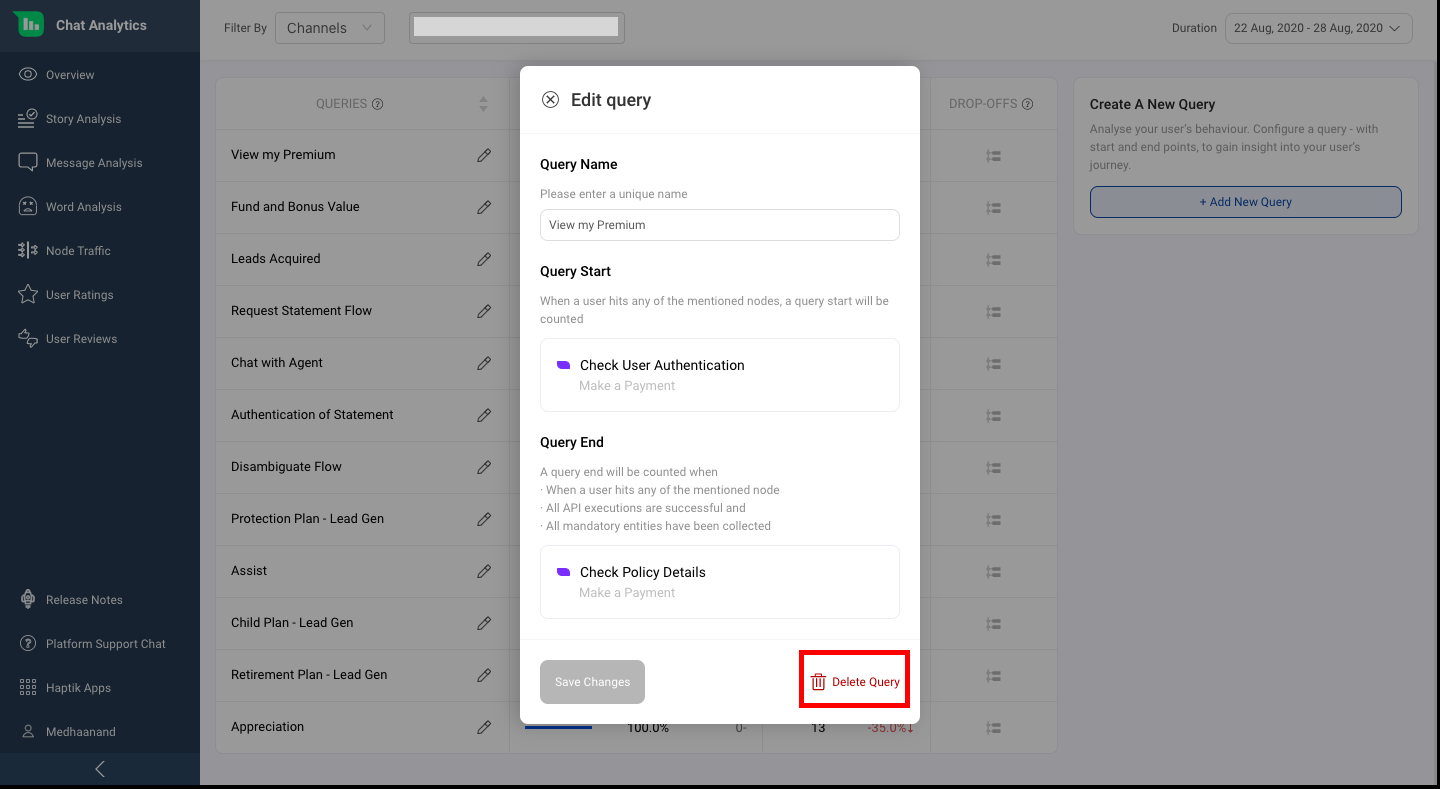 Chat Analytics
Overview
Story Analysis
Message Analysis
Word Analysis
Node Traffic
User Ratings
User Reviews
Release Notes
Platform Support Chat
Haptik Apps
Medhaanand
Filter By Channels
Duration 22 Aug, 2020 - 28 Aug, 2020
QUERIES
DROP-OFFS
View my Premium
Fund and Bonus Value
Leads Acquired
Request Statement Flow
Chat with Agent
Authentication of Statement
Disambiguate Flow
Protection Plan - Lead Gen
Assist
Child Plan - Lead Gen
Retirement Plan - Lead Gen
Appreciation 100.0% 0- 13 -35.0%↓
Edit query
Query Name
Please enter a unique name
View my Premium
Query Start
When a user hits any of the mentioned nodes, a query start will be
counted
Check User Authentication
Make a Payment
Query End
A query end will be counted when
· When a user hits any of the mentioned node
· All API executions are successful and
· All mandatory entities have been collected
Check Policy Details
Make a Payment
Save Changes
Delete Query
Create A New Query
Analyse your user's behaviour. Configure a query - with
start and end points, to gain insight into your user's
journey.
+ Add New Query